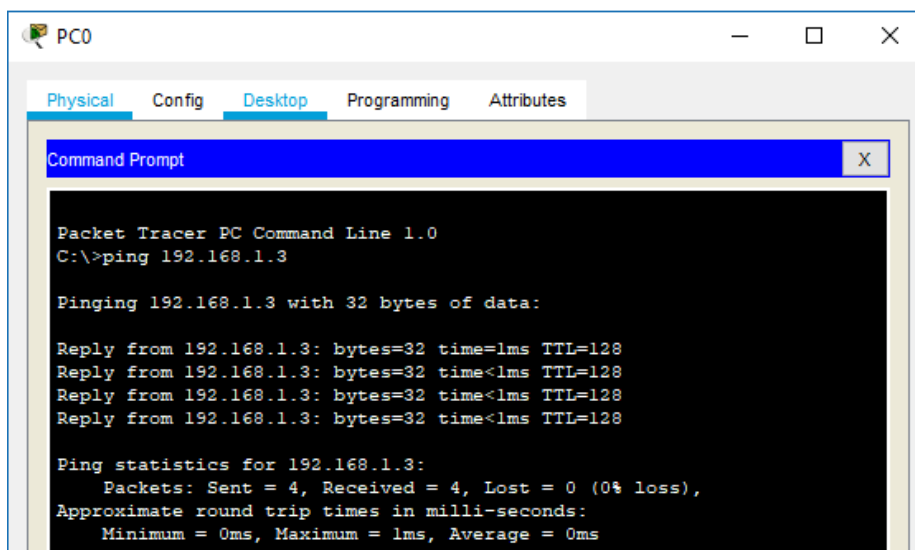 PC0
Physical Config Desktop Programming Attributes
Command Prompt X
Packet Tracer PC Command Line 1.0
C:\>ping 192.168.1.3
Pinging 192.168.1.3 with 32 bytes of data:
Reply from 192.168.1.3: bytes=32 time=1ms TTL=128
Reply from 192.168.1.3: bytes=32 time<1ms TTL=128
Reply from 192.168.1.3: bytes=32 time<1ms TTL=128
Reply from 192.168.1.3: bytes=32 time<1ms TTL=128
Ping statistics for 192.168.1.3:
    Packets: Sent = 4, Received = 4, Lost = 0 (0% loss),
Approximate round trip times in milli-seconds:
    Minimum = 0ms, Maximum = 1ms, Average = 0ms